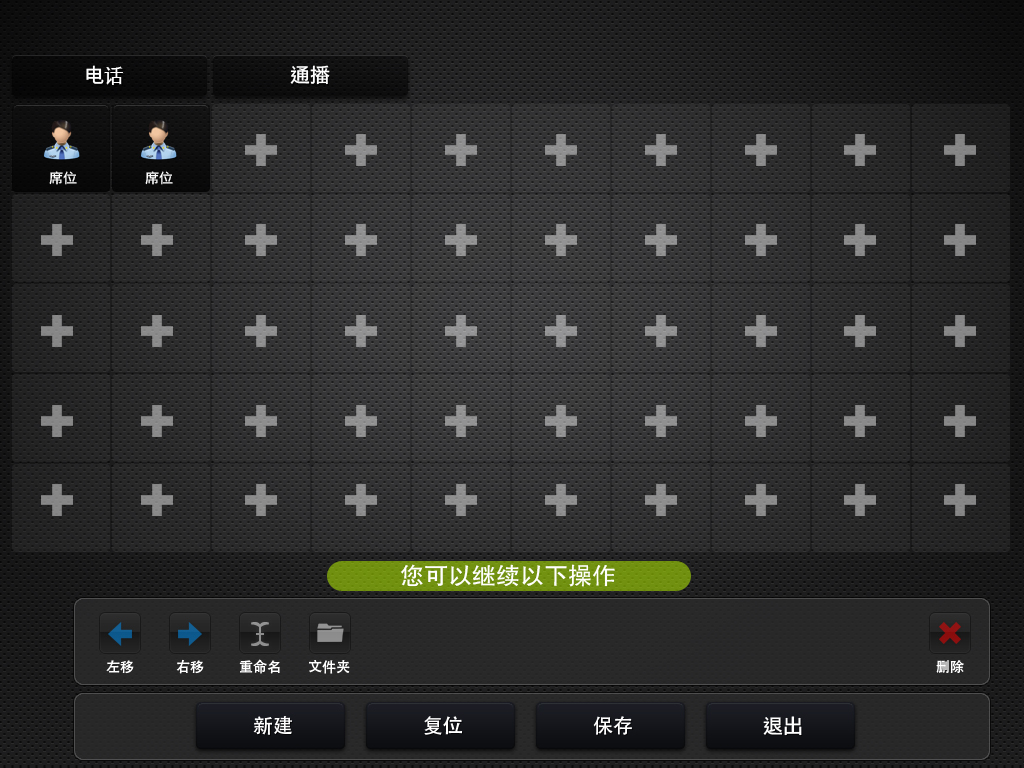 电话
通播
席位
席位
您可以继续以下操作
左移
右移
重命名
文件夹
删除
新建
复位
保存
退出